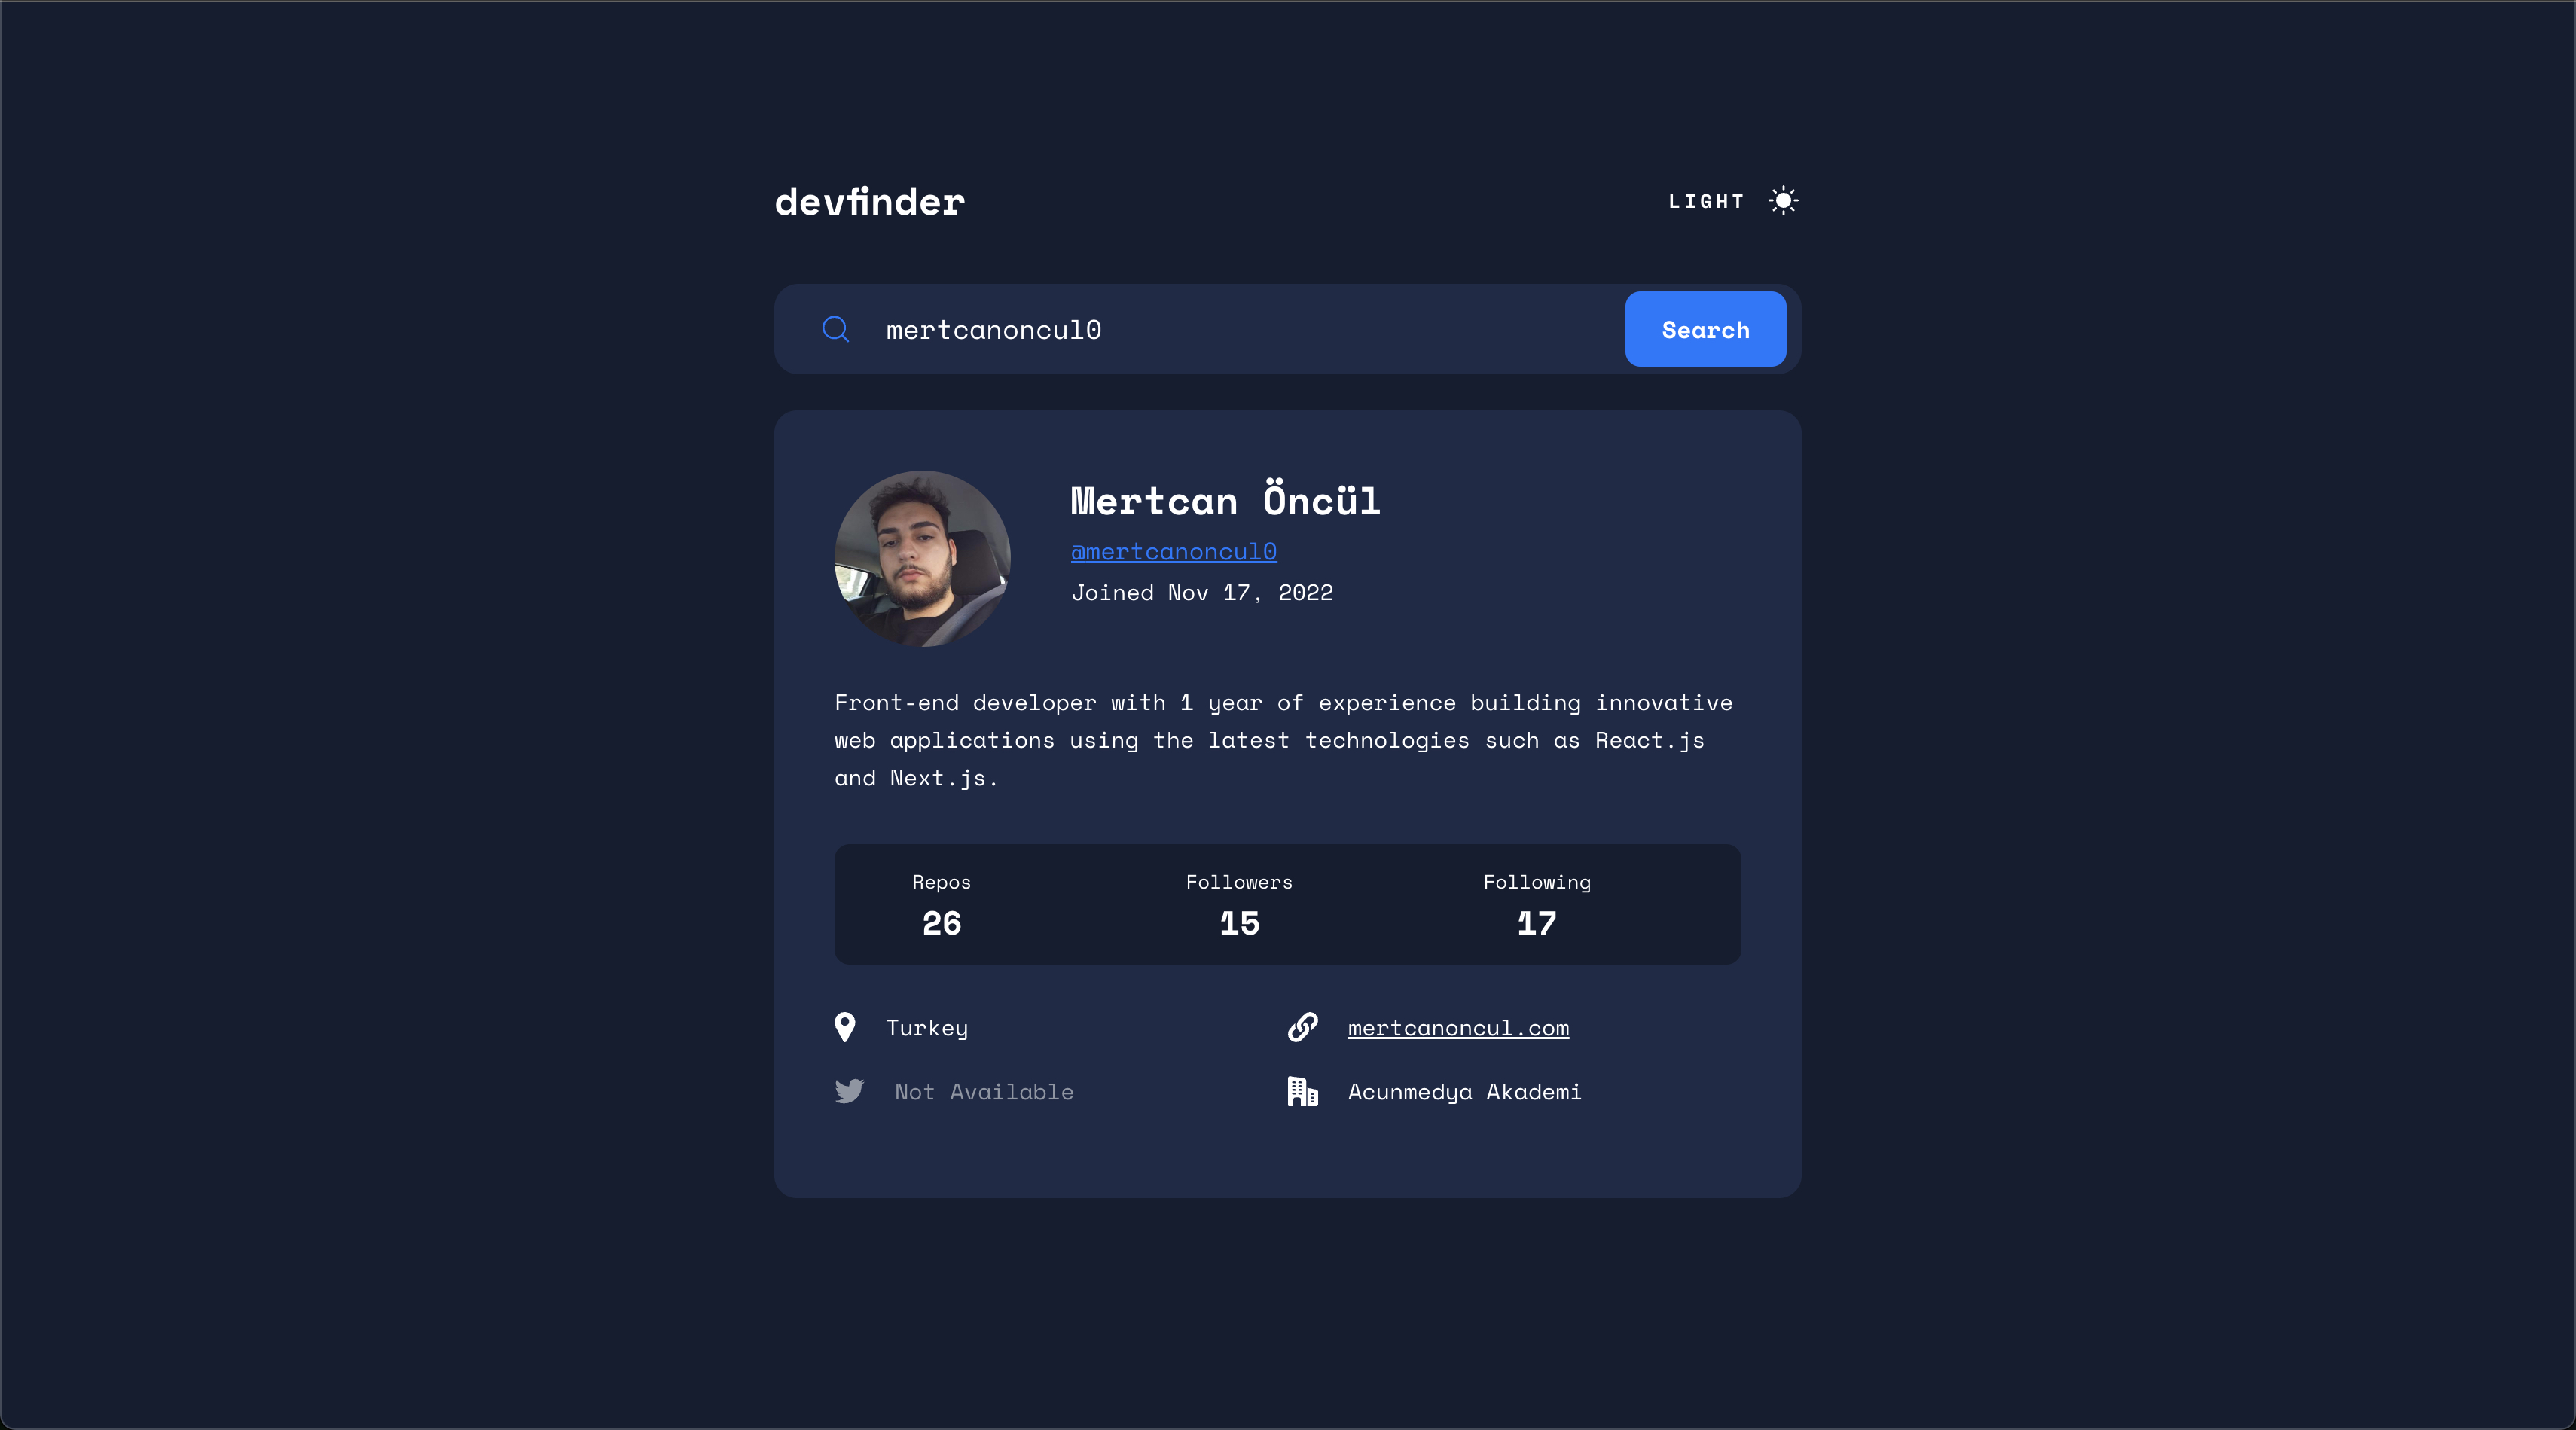 devfinder
LIGHT
mertcanoncul0
Search
Mertcan Öncül
@mertcanoncul0
Joined Nov 17, 2022
Front-end developer with 1 year of experience building innovative
web applications using the latest technologies such as React.js
and Next.js.
Repos
26
Followers
15
Following
17
Turkey
mertcanoncul.com
Not Available
Acunmedya Akademi